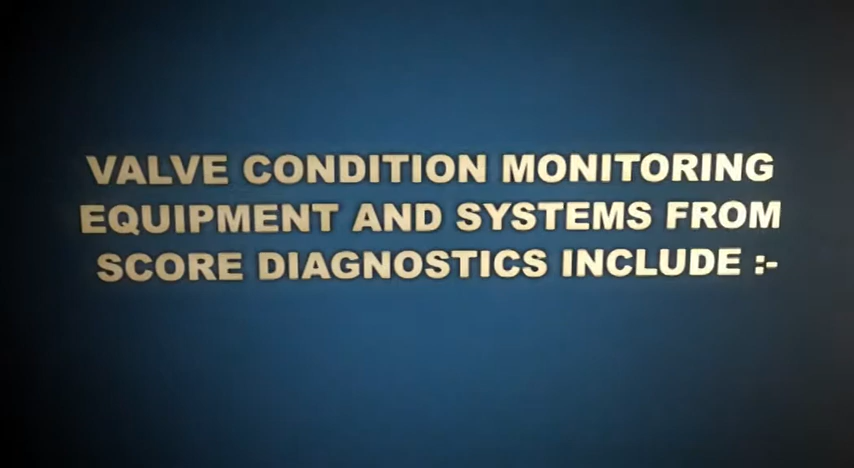 VALVE CONDITION MONITORING
EQUIPMENT AND SYSTEMS FROM
SCORE DIAGNOSTICS INCLUDE :-